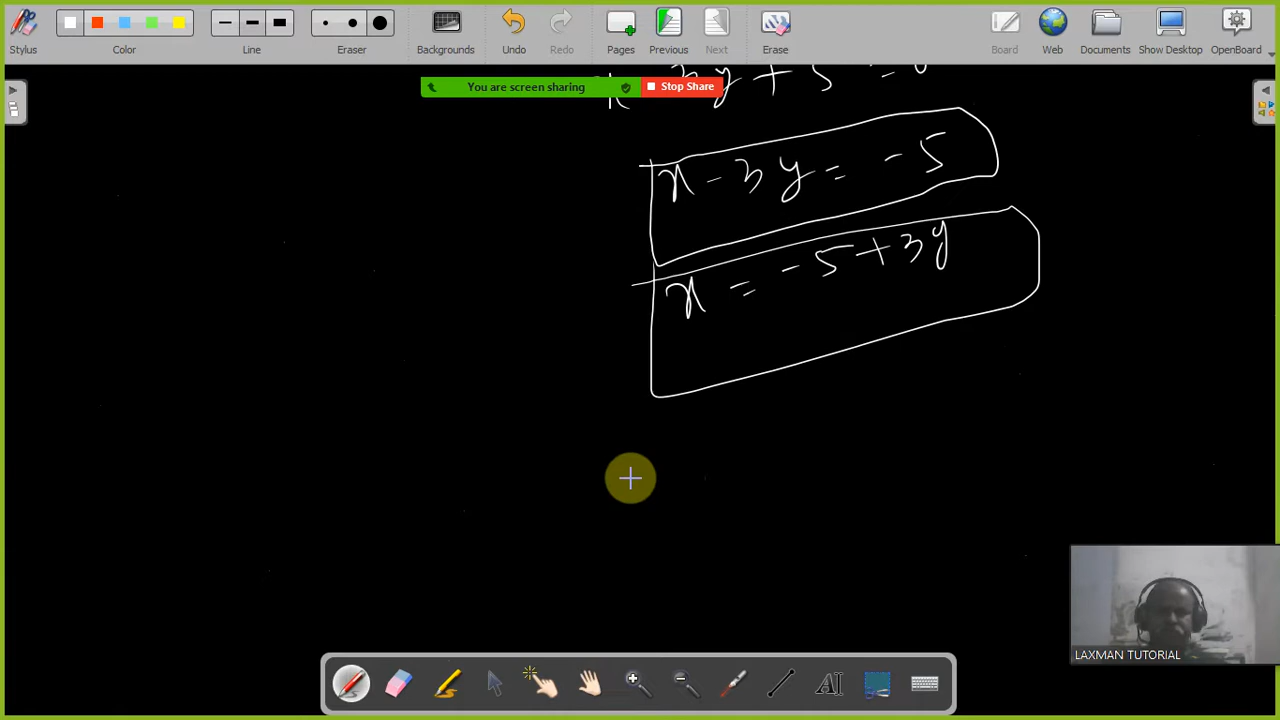 Stylus Color Line Eraser Backgrounds Undo Redo Pages Previous Next Erase Board Web Documents Show Desktop OpenBoard
You are screen sharing Stop Share
x - 3y = - 5
x = - 5 + 3y
LAXMAN TUTORIAL